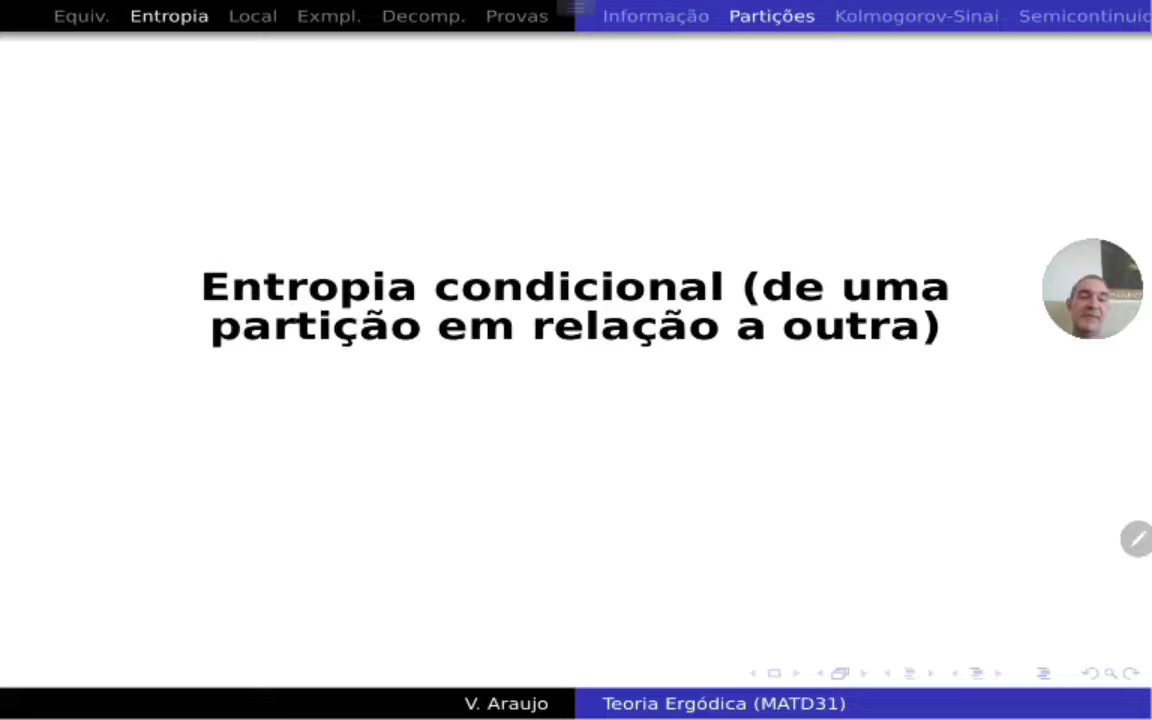 Equiv. Entropia Local Exmpl. Decomp. Provas Informação Partições Kolmogorov-Sinai Semicontinuic
Entropia condicional (de uma
partição em relação a outra)
V. Araujo Teoria Ergódica (MATD31)